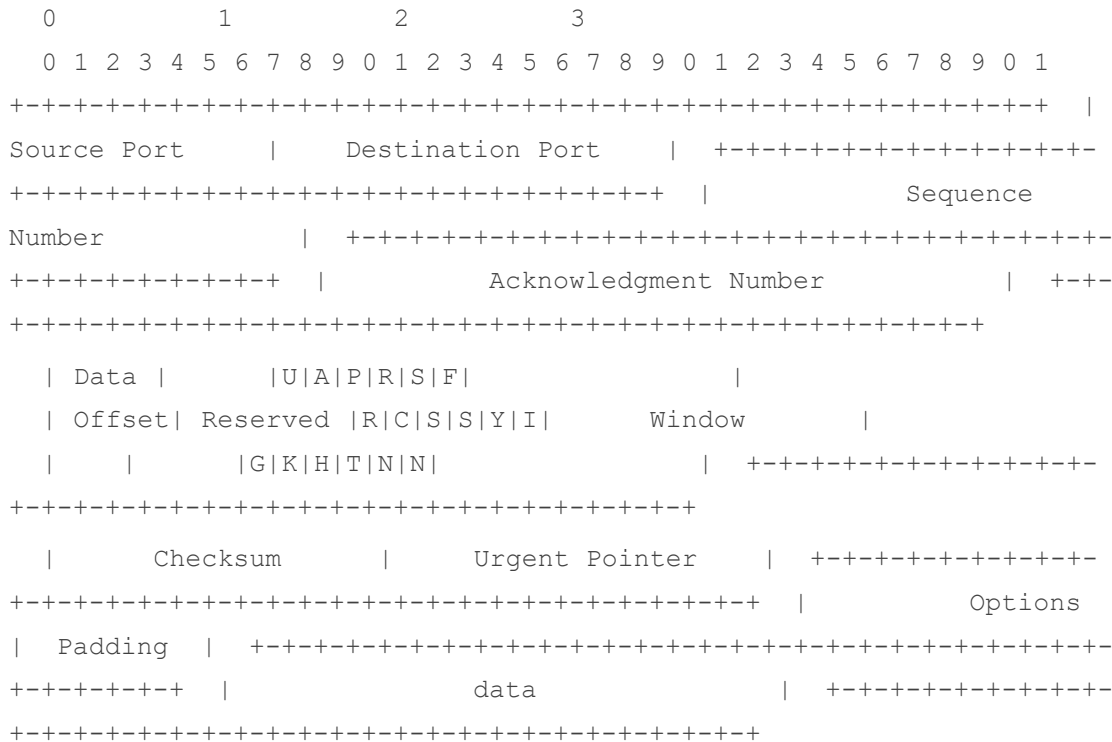 0 1 2 3
0 1 2 3 4 5 6 7 8 9 0 1 2 3 4 5 6 7 8 9 0 1 2 3 4 5 6 7 8 9 0 1
+-+-+-+-+-+-+-+-+-+-+-+-+-+-+-+-+-+-+-+-+-+-+-+-+-+-+-+-+-+-+-+-+ |
Source Port | Destination Port | +-+-+-+-+-+-+-+-+-+-+-+-
+-+-+-+-+-+-+-+-+-+-+-+-+-+-+-+-+-+-+-+-+ | Sequence
Number | +-+-+-+-+-+-+-+-+-+-+-+-+-+-+-+-+-+-+-+-+-+-+-+-
+-+-+-+-+-+-+-+-+ | Acknowledgment Number | +-+-
+-+-+-+-+-+-+-+-+-+-+-+-+-+-+-+-+-+-+-+-+-+-+-+-+-+-+-+-+-+-+
| Data | |U|A|P|R|S|F| |
| Offset| Reserved |R|C|S|S|Y|I| Window |
| | |G|K|H|T|N|N| | +-+-+-+-+-+-+-+-+-+-+-
+-+-+-+-+-+-+-+-+-+-+-+-+-+-+-+-+-+-+-+-+-+
| Checksum | Urgent Pointer | +-+-+-+-+-+-+-+-+-
+-+-+-+-+-+-+-+-+-+-+-+-+-+-+-+-+-+-+-+-+-+-+-+ | Options
| Padding | +-+-+-+-+-+-+-+-+-+-+-+-+-+-+-+-+-+-+-+-+-+-+-+-+-+-+-
+-+-+-+-+-+ | data | +-+-+-+-+-+-+-+-+-
+-+-+-+-+-+-+-+-+-+-+-+-+-+-+-+-+-+-+-+-+-+-+-+